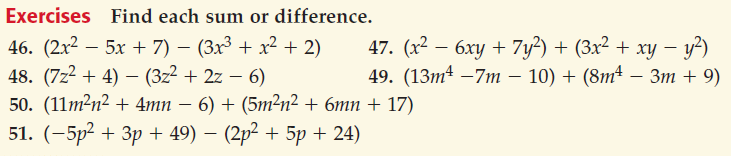 Exercises Find each sum or difference.
46. (2x² − 5x + 7) − (3x³ + x² + 2) 47. (x² − 6xy + 7y²) + (3x² + xy − y²)
48. (7z² + 4) − (3z² + 2z − 6) 49. (13m⁴ −7m − 10) + (8m⁴ − 3m + 9)
50. (11m²n² + 4mn − 6) + (5m²n² + 6mn + 17)
51. (−5p² + 3p + 49) − (2p² + 5p + 24)